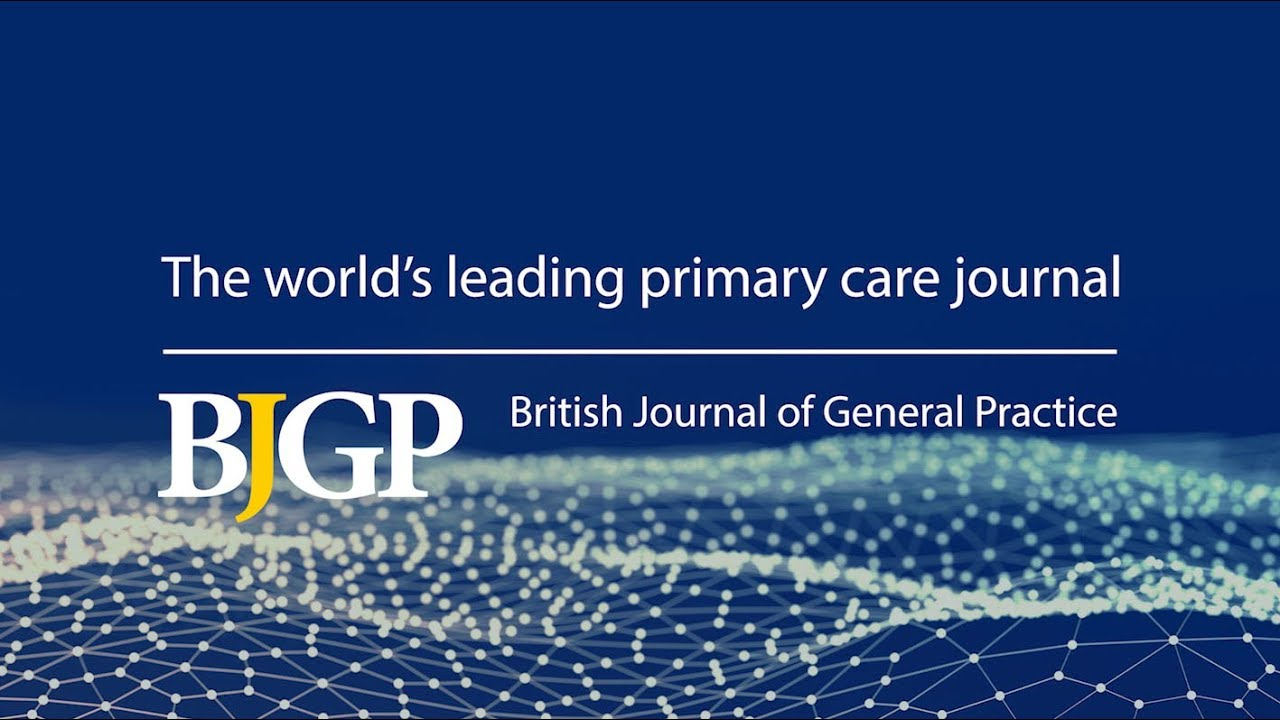 The world’s leading primary care journal
BJGP
British Journal of General Practice